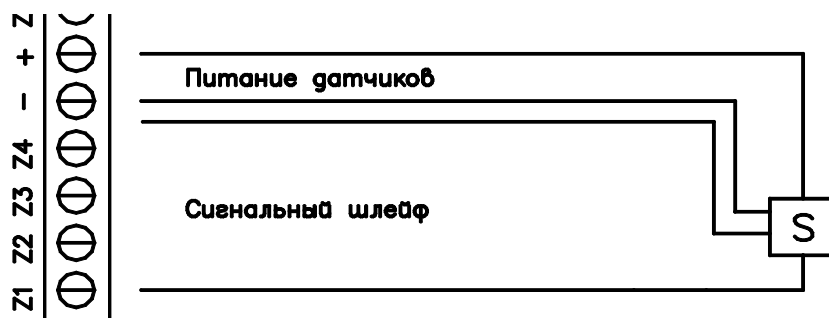 Z
+
Питание датчиков
-
Z4
Z3
Сигнальный шлейф
S
Z2
Z1